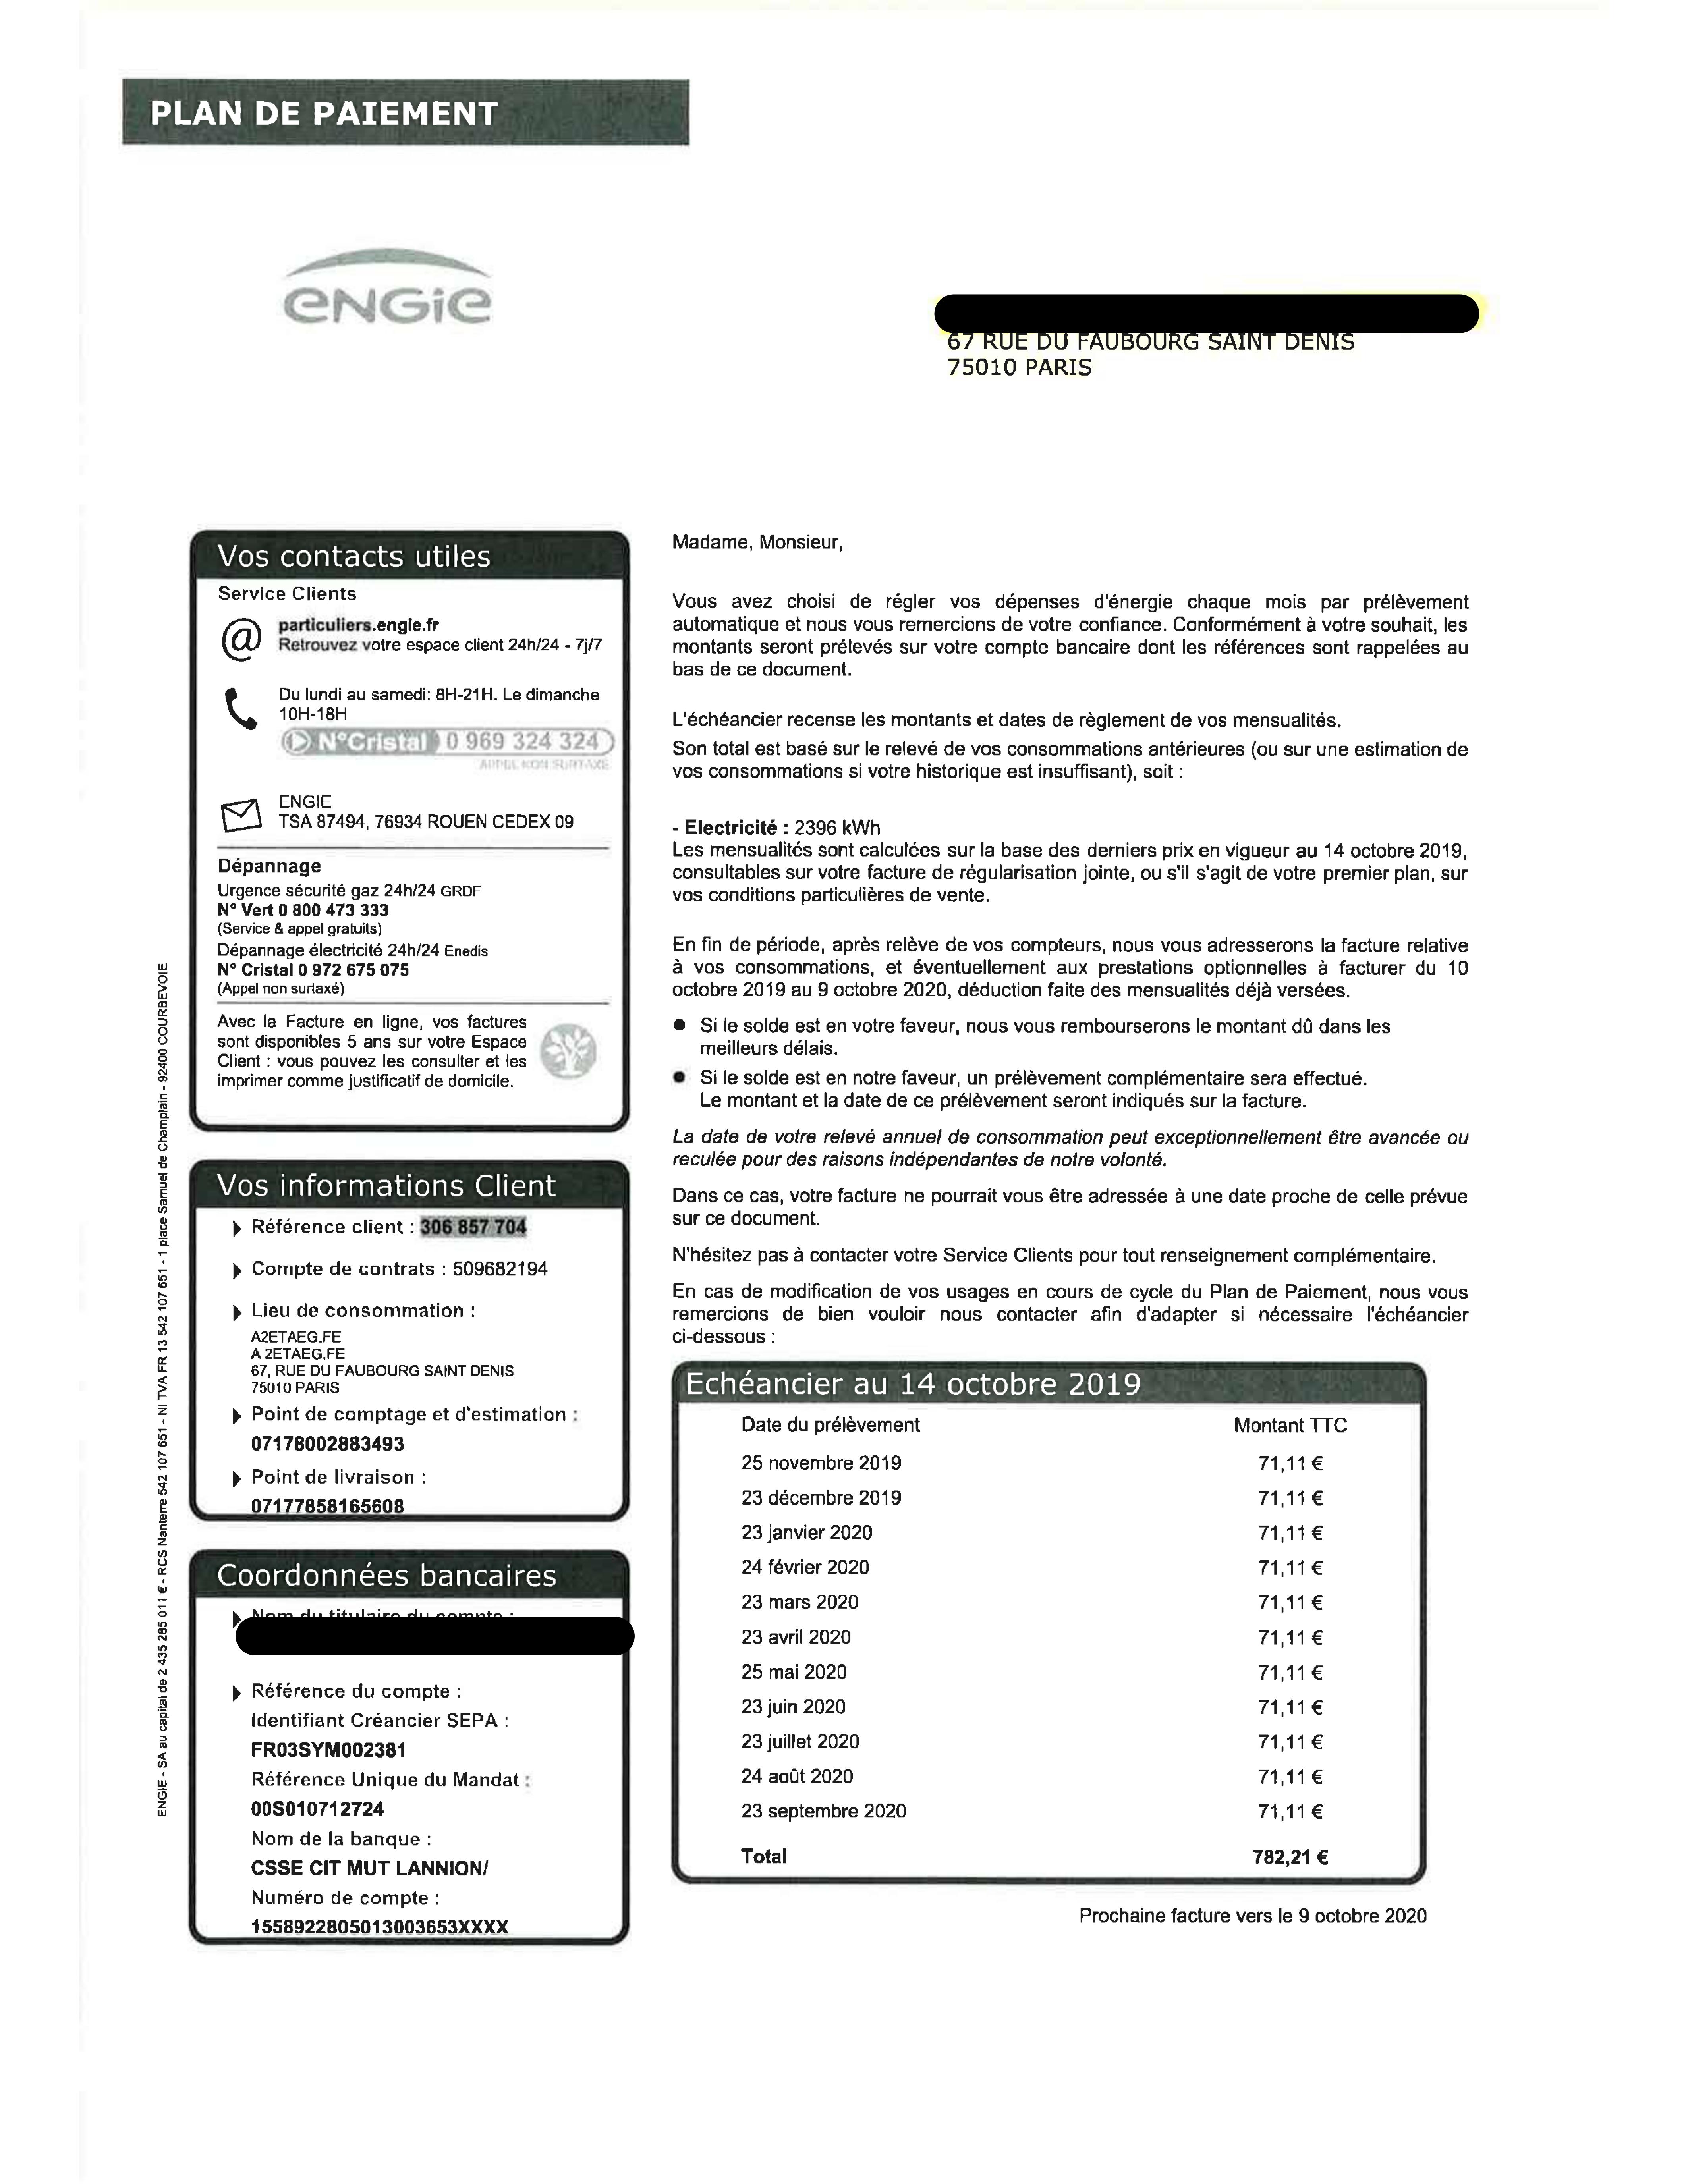 PLAN DE PAIEMENT
ENGiE
67 RUE DU FAUBOURG SAINT DENIS
75010 PARIS
Vos contacts utiles
Service Clients
@ particuliers.engie.fr
Retrouvez votre espace client 24h/24 - 7j/7
Du lundi au samedi: 8H-21H. Le dimanche
10H-18H
N°Cristal 0 969 324 324
APPEL NON SURTAXE
ENGIE
TSA 87494, 76934 ROUEN CEDEX 09
Dépannage
Urgence sécurité gaz 24h/24 GRDF
N° Vert 0 800 473 333
(Service & appel gratuits)
Dépannage électricité 24h/24 Enedis
N° Cristal 0 972 675 075
(Appel non surtaxé)
Avec la Facture en ligne, vos factures
sont disponibles 5 ans sur votre Espace
Client : vous pouvez les consulter et les
imprimer comme justificatif de domicile.
Vos informations Client
Référence client : 306 857 704
Compte de contrats : 509682194
Lieu de consommation :
A2ETAEG.FE
A 2ETAEG.FE
67, RUE DU FAUBOURG SAINT DENIS
75010 PARIS
Point de comptage et d'estimation :
07178002883493
Point de livraison :
07177858165608
Coordonnées bancaires
Nom du titulaire du compte :
Référence du compte :
Identifiant Créancier SEPA :
FR03SYM002381
Référence Unique du Mandat :
00S010712724
Nom de la banque :
CSSE CIT MUT LANNION/
Numéro de compte :
1558922805013003653XXXX
ENGIE - SA au capital de 2 435 285 011 € - RCS Nanterre 542 107 651 - NI TVA FR 13 542 107 651 - 1 place Samuel de Champlain - 92400 COURBEVOIE
Madame, Monsieur,
Vous avez choisi de régler vos dépenses d'énergie chaque mois par prélèvement
automatique et nous vous remercions de votre confiance. Conformément à votre souhait, les
montants seront prélevés sur votre compte bancaire dont les références sont rappelées au
bas de ce document.
L'échéancier recense les montants et dates de règlement de vos mensualités.
Son total est basé sur le relevé de vos consommations antérieures (ou sur une estimation de
vos consommations si votre historique est insuffisant), soit :
- Electricité : 2396 kWh
Les mensualités sont calculées sur la base des derniers prix en vigueur au 14 octobre 2019,
consultables sur votre facture de régularisation jointe, ou s'il s'agit de votre premier plan, sur
vos conditions particulières de vente.
En fin de période, après relève de vos compteurs, nous vous adresserons la facture relative
à vos consommations, et éventuellement aux prestations optionnelles à facturer du 10
octobre 2019 au 9 octobre 2020, déduction faite des mensualités déjà versées.
● Si le solde est en votre faveur, nous vous rembourserons le montant dû dans les
meilleurs délais.
● Si le solde est en notre faveur, un prélèvement complémentaire sera effectué.
Le montant et la date de ce prélèvement seront indiqués sur la facture.
La date de votre relevé annuel de consommation peut exceptionnellement être avancée ou
reculée pour des raisons indépendantes de notre volonté.
Dans ce cas, votre facture ne pourrait vous être adressée à une date proche de celle prévue
sur ce document.
N'hésitez pas à contacter votre Service Clients pour tout renseignement complémentaire.
En cas de modification de vos usages en cours de cycle du Plan de Paiement, nous vous
remercions de bien vouloir nous contacter afin d'adapter si nécessaire l'échéancier
ci-dessous :
Echéancier au 14 octobre 2019
Date du prélèvement Montant TTC
25 novembre 2019 71,11 €
23 décembre 2019 71,11 €
23 janvier 2020 71,11 €
24 février 2020 71,11 €
23 mars 2020 71,11 €
23 avril 2020 71,11 €
25 mai 2020 71,11 €
23 juin 2020 71,11 €
23 juillet 2020 71,11 €
24 août 2020 71,11 €
23 septembre 2020 71,11 €
Total 782,21 €
Prochaine facture vers le 9 octobre 2020